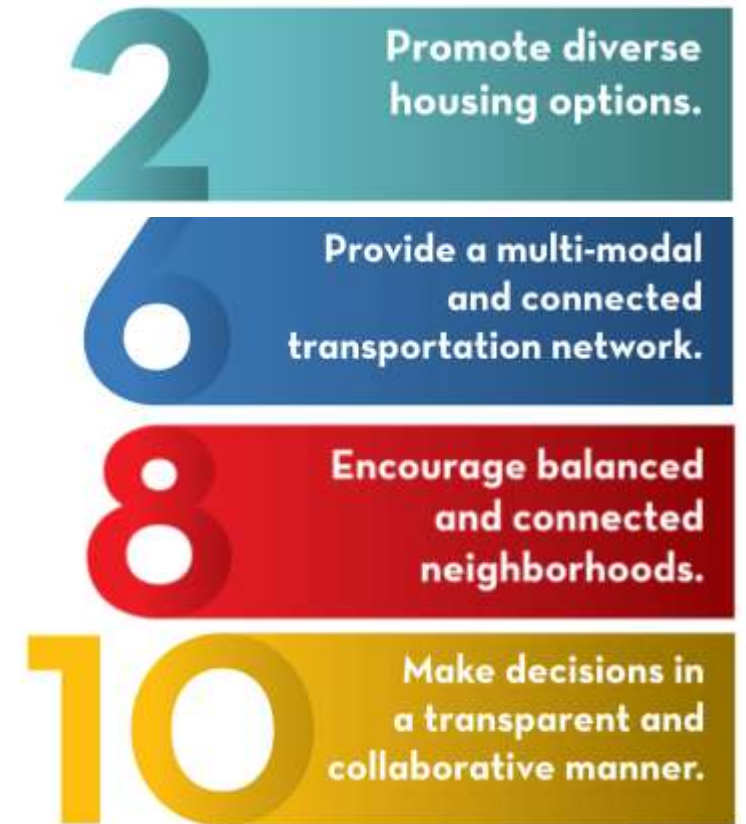 2
Promote diverse
housing options.
6
Provide a multi-modal
and connected
transportation network.
8
Encourage balanced
and connected
neighborhoods.
10
Make decisions in
a transparent and
collaborative manner.